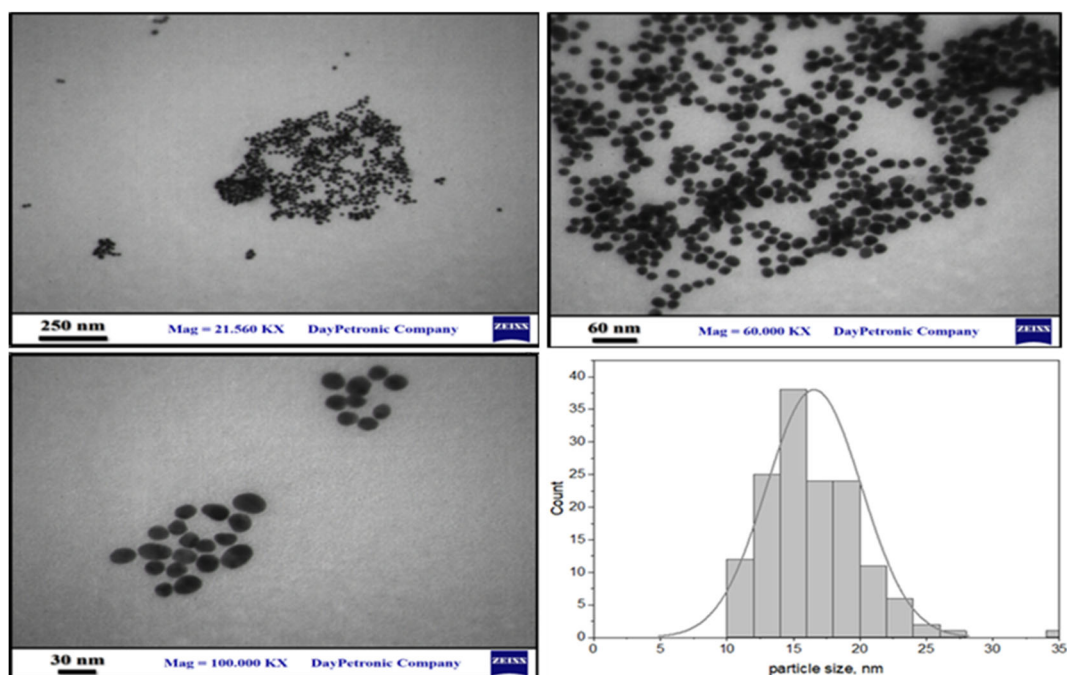 250 nm
Mag = 21.560 KX DayPetronic Company
ZEISS
60 nm
Mag = 60.000 KX DayPetronic Company
ZEISS
30 nm
Mag = 100.000 KX DayPetronic Company
ZEISS
40
35
30
25
20
15
10
5
0
Count
0 5 10 15 20 25 30 35
particle size, nm